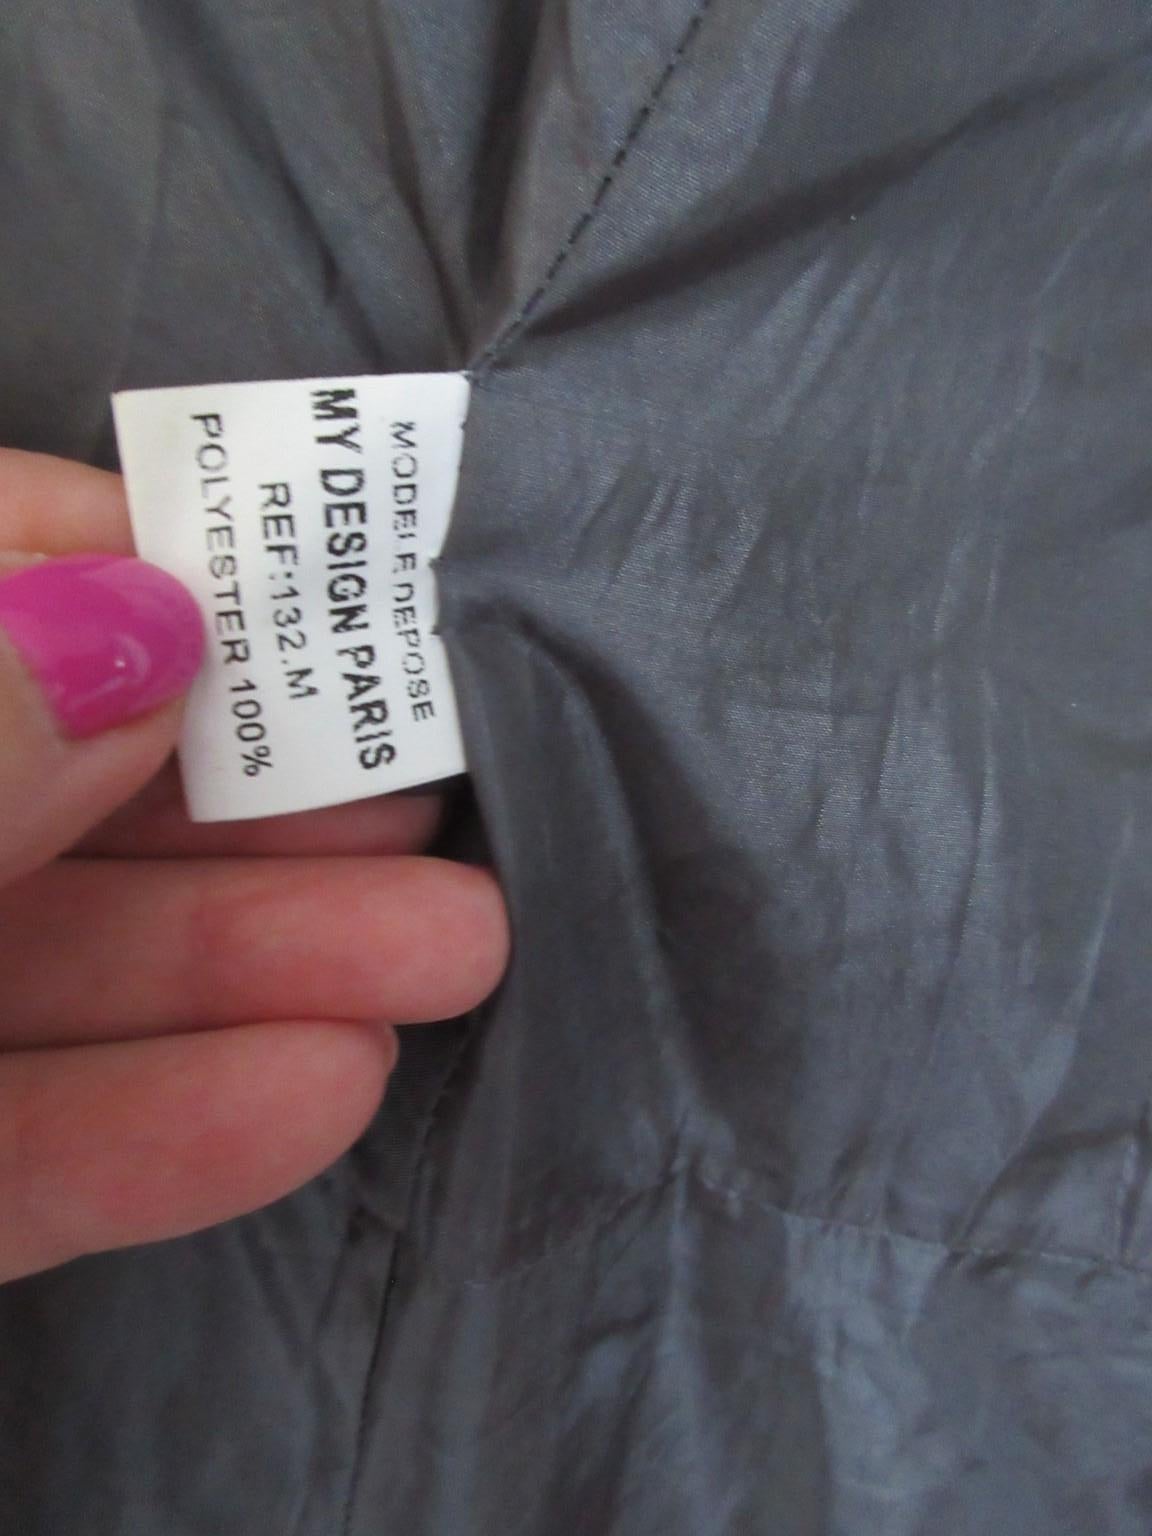 MODELE DEPOSE
MY DESIGN PARIS
REF:132.M
POLYESTER 100%